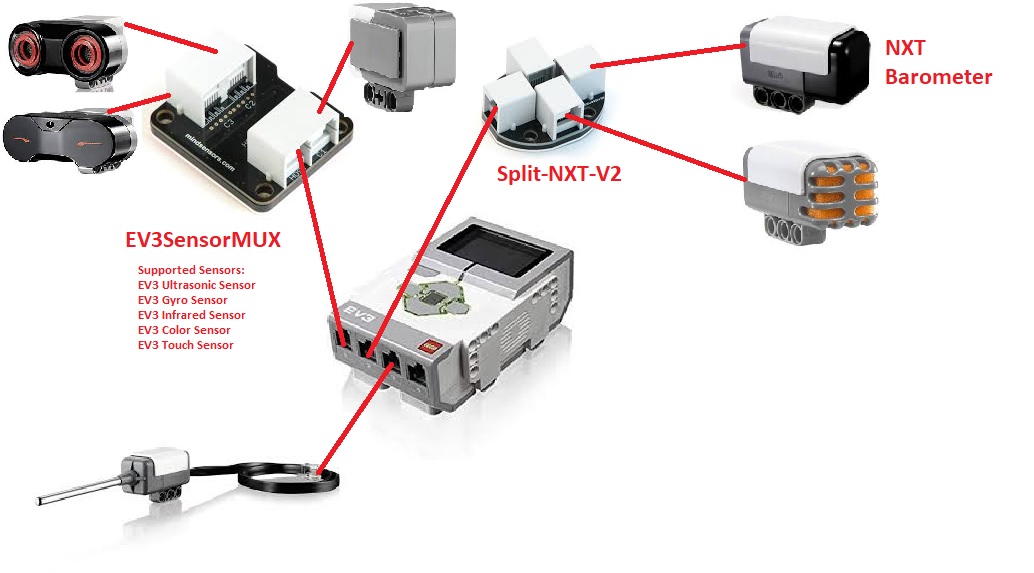 mindsensors.com
C2
C3
NXT
Barometer
Split-NXT-V2
EV3SensorMUX
Supported Sensors:
EV3 Ultrasonic Sensor
EV3 Gyro Sensor
EV3 Infrared Sensor
EV3 Color Sensor
EV3 Touch Sensor
EV3